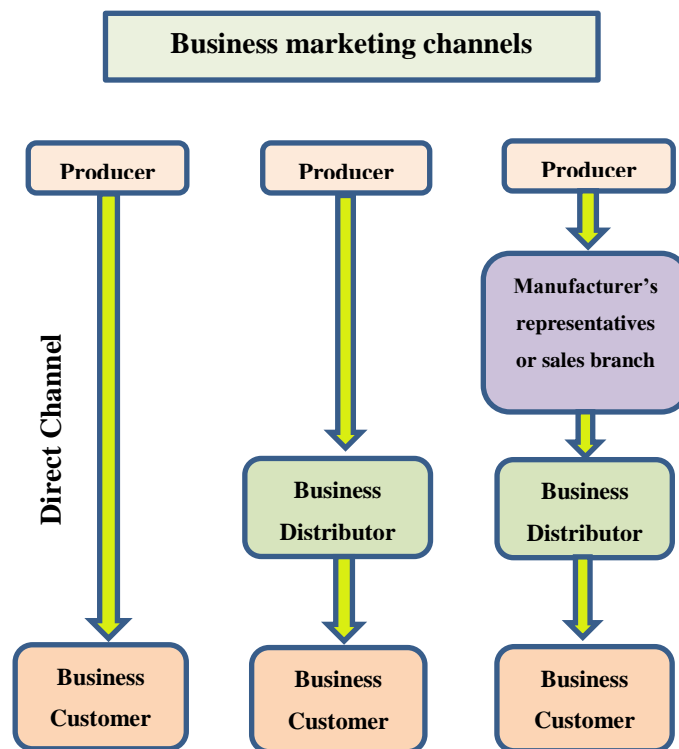 Business marketing channels
Producer
Producer
Producer
Manufacturer’s
representatives
or sales branch
Direct Channel
Business
Distributor
Business
Distributor
Business
Customer
Business
Customer
Business
Customer